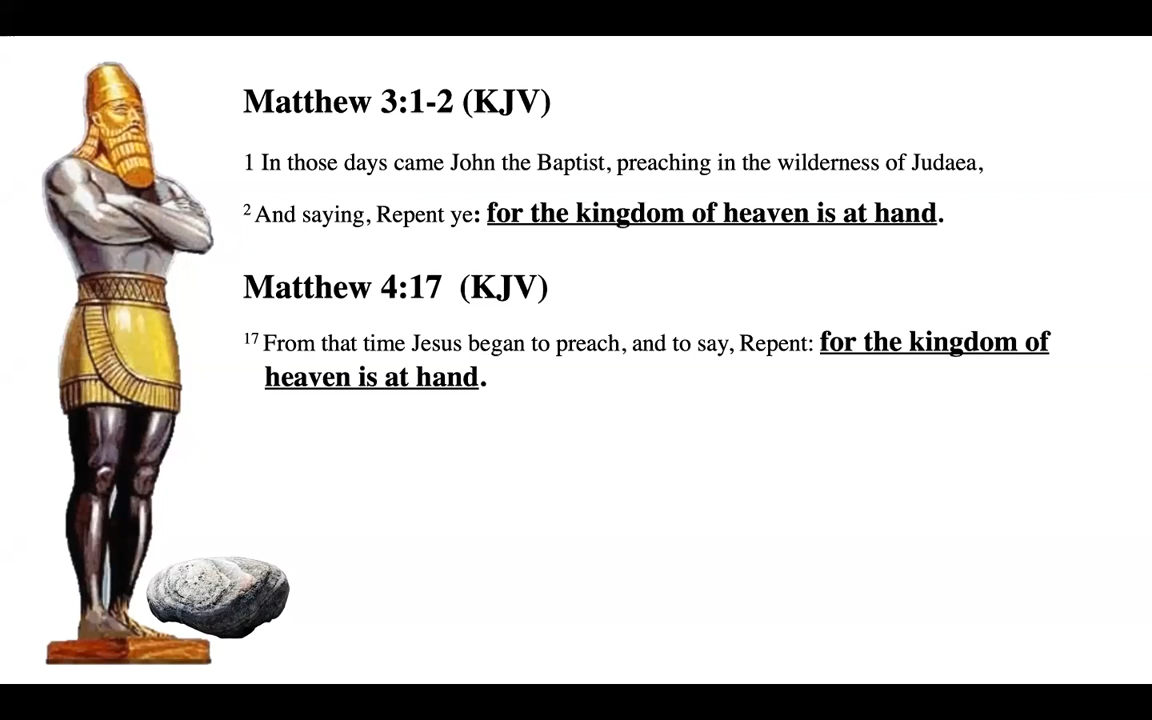 Matthew 3:1-2 (KJV)
1 In those days came John the Baptist, preaching in the wilderness of Judaea,
2 And saying, Repent ye: for the kingdom of heaven is at hand.
Matthew 4:17  (KJV)
17 From that time Jesus began to preach, and to say, Repent: for the kingdom of
heaven is at hand.